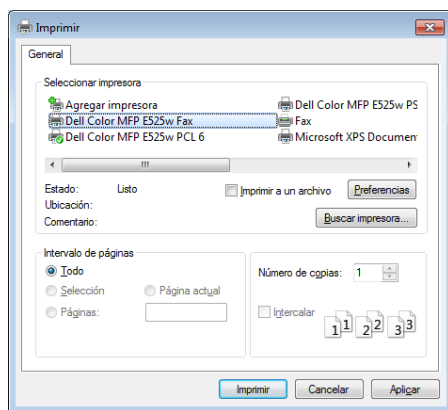 Imprimir
General
Seleccionar impresora
Agregar impresora
Dell Color MFP E525w Fax
Dell Color MFP E525w PCL 6
Dell Color MFP E525w PS
Fax
Microsoft XPS Documen
Estado: Listo
Ubicación:
Comentario:
Imprimir a un archivo
Preferencias
Buscar impresora...
Intervalo de páginas
Todo
Selección
Página actual
Páginas:
Número de copias: 1
Intercalar
1 1 2 2 3 3
Imprimir
Cancelar
Aplicar